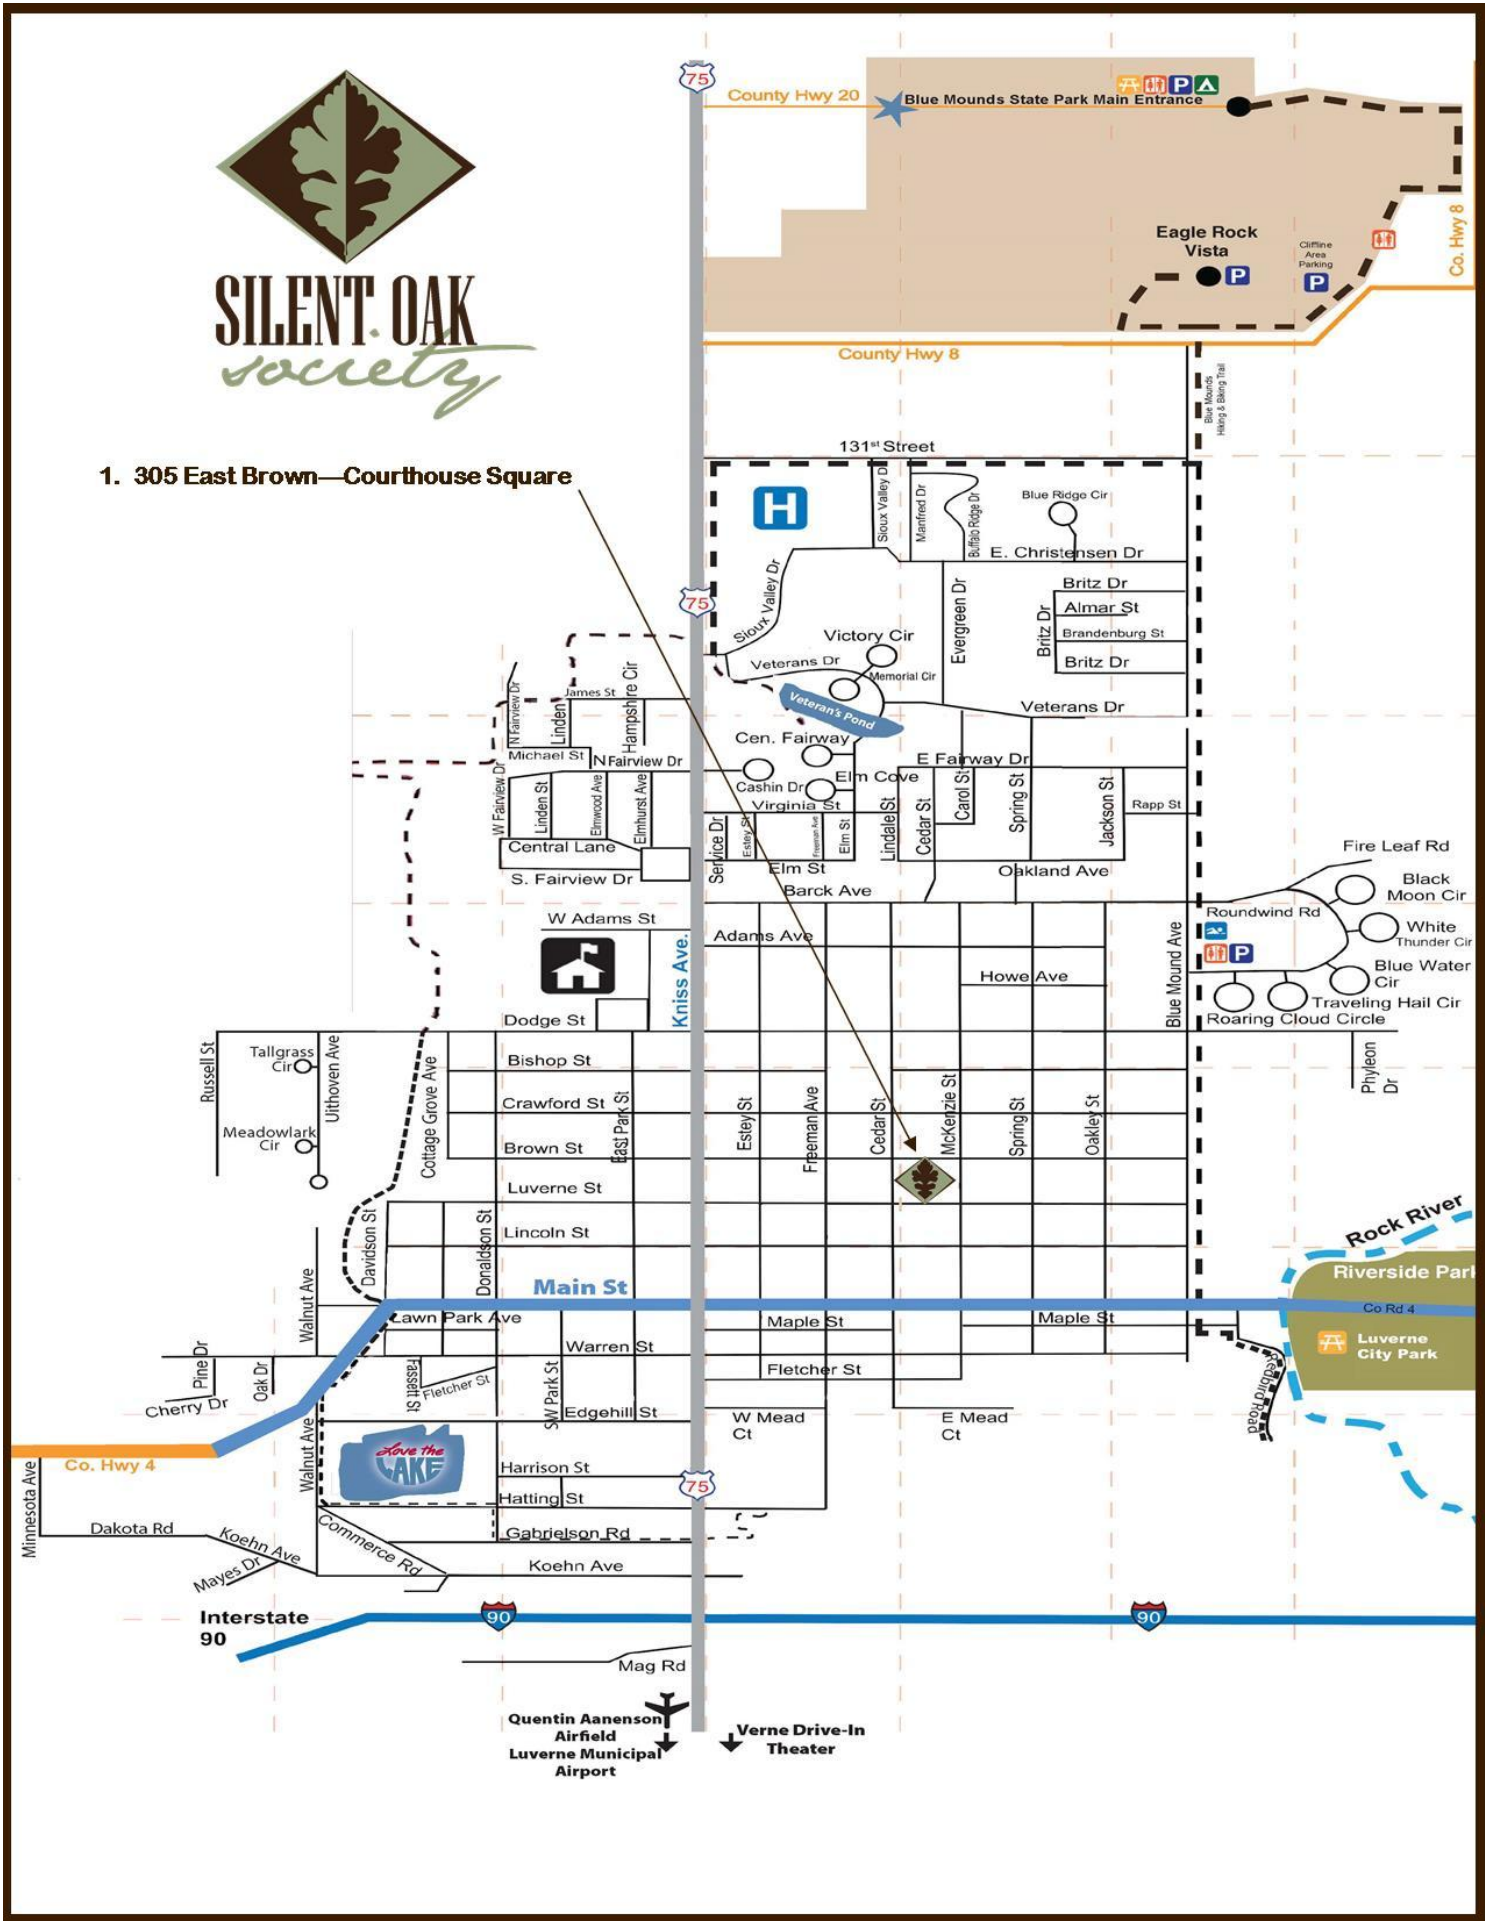 SILENT OAK
society
1. 305 East Brown—Courthouse Square
75
County Hwy 20
P
Blue Mounds State Park Main Entrance
Eagle Rock
Vista
P
Cliffline
Area
Parking
P
Co. Hwy 8
County Hwy 8
Blue Mounds
Hiking & Biking Trail
131st Street
H
Sioux Valley D
Manfred Dr
Buffalo Ridge Dr
Blue Ridge Cir
E. Christensen Dr
75
Sioux Valley Dr
Evergreen Dr
Britz Dr
Britz Dr
Almar St
Brandenburg St
Britz Dr
Victory Cir
Veterans Dr
Memorial Cir
Veteran's Pond
Veterans Dr
N Fairview Dr
James St
Linden
Hampshire Cir
Michael St
N Fairview Dr
Cen. Fairway
E Fairway Dr
Elm Cove
Cashin Dr
Virginia St
W Fairview Dr
Linden St
Elmwood Ave
Elmhurst Ave
Service Dr
Estey St
Freeman Ave
Elm St
Lindale St
Cedar St
Carol St
Spring St
Jackson St
Rapp St
Central Lane
S. Fairview Dr
Elm St
Oakland Ave
Barck Ave
Fire Leaf Rd
Black
Moon Cir
Roundwind Rd
White
Thunder Cir
P
Blue Water
Cir
Traveling Hail Cir
Roaring Cloud Circle
W Adams St
Adams Ave
Kniss Ave.
Howe Ave
Blue Mound Ave
Dodge St
Russell St
Tallgrass
Cir
Uithoven Ave
Meadowlark
Cir
Cottage Grove Ave
Bishop St
Crawford St
East Park St
Brown St
Estey St
Freeman Ave
Cedar St
McKenzie St
Spring St
Oakley St
Phyleon
Dr
Luverne St
Lincoln St
Davidson St
Donaldson St
Walnut Ave
Main St
Rock River
Riverside Park
Co Rd 4
Luverne
City Park
Lawn Park Ave
Maple St
Maple St
Warren St
Fletcher St
Pine Dr
Oak Dr
Cherry Dr
Fassett St
Fletcher St
SW Park St
Edgehill St
W Mead
Ct
E Mead
Ct
Redbird Road
Co. Hwy 4
Walnut Ave
Love the
LAKE
Harrison St
75
Hatting St
Minnesota Ave
Dakota Rd
Koehn Ave
Mayes Dr
Commerce Rd
Gabrielson Rd
Koehn Ave
Interstate
90
90
90
Mag Rd
Quentin Aanenson
Airfield
Luverne Municipal
Airport
Verne Drive-In
Theater